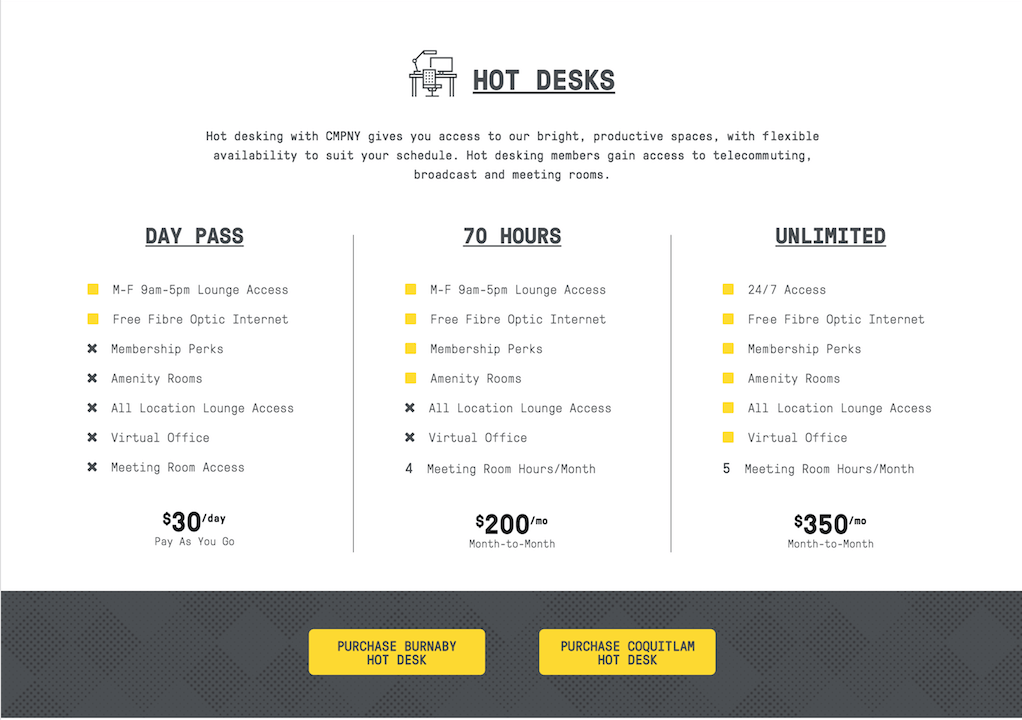 HOT DESKS
Hot desking with CMPNY gives you access to our bright, productive spaces, with flexible
availability to suit your schedule. Hot desking members gain access to telecommuting,
broadcast and meeting rooms.
DAY PASS
M-F 9am-5pm Lounge Access
Free Fibre Optic Internet
Membership Perks
Amenity Rooms
All Location Lounge Access
Virtual Office
Meeting Room Access
$30/day
Pay As You Go
70 HOURS
M-F 9am-5pm Lounge Access
Free Fibre Optic Internet
Membership Perks
Amenity Rooms
All Location Lounge Access
Virtual Office
4 Meeting Room Hours/Month
$200/mo
Month-to-Month
UNLIMITED
24/7 Access
Free Fibre Optic Internet
Membership Perks
Amenity Rooms
All Location Lounge Access
Virtual Office
5 Meeting Room Hours/Month
$350/mo
Month-to-Month
PURCHASE BURNABY
HOT DESK
PURCHASE COQUITLAM
HOT DESK